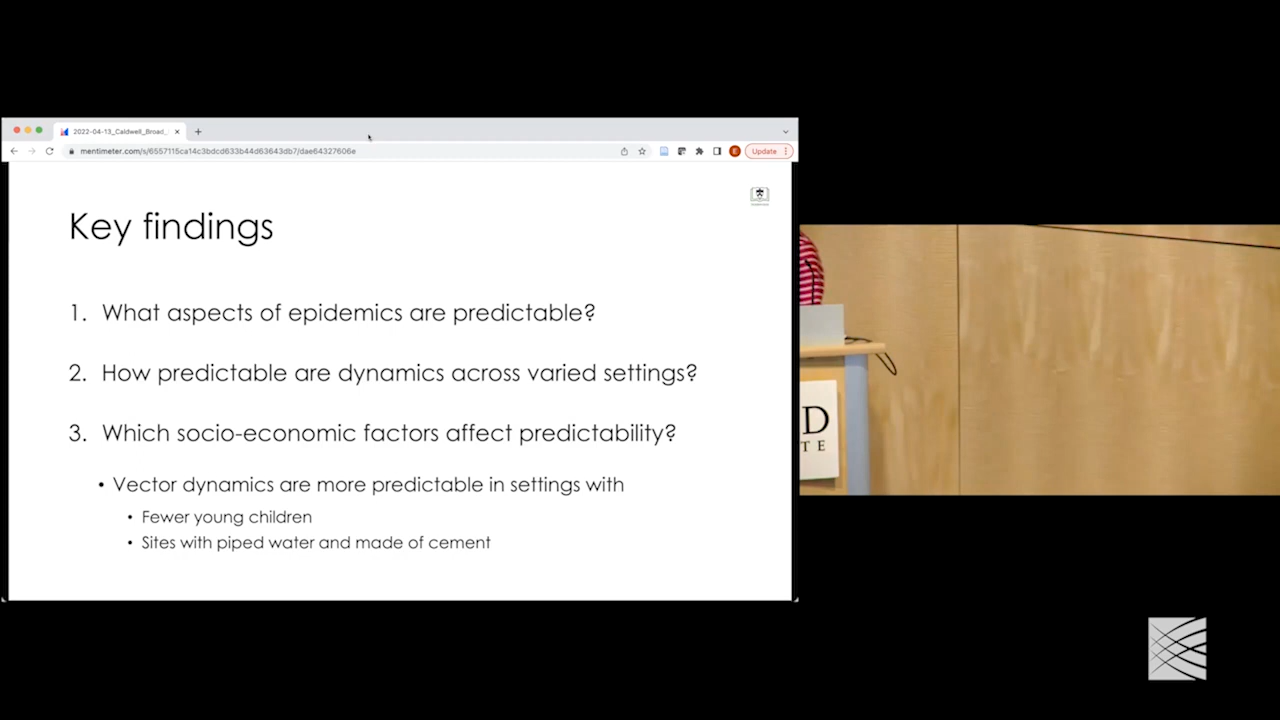 2022-04-13_Caldwell_Broad_
mentimeter.com/s/6557115ca14c3bdcd633b44d63643db7/dae64327606e
E
Update
Key findings
1. What aspects of epidemics are predictable?
2. How predictable are dynamics across varied settings?
3. Which socio-economic factors affect predictability?
• Vector dynamics are more predictable in settings with
• Fewer young children
• Sites with piped water and made of cement
D
TE